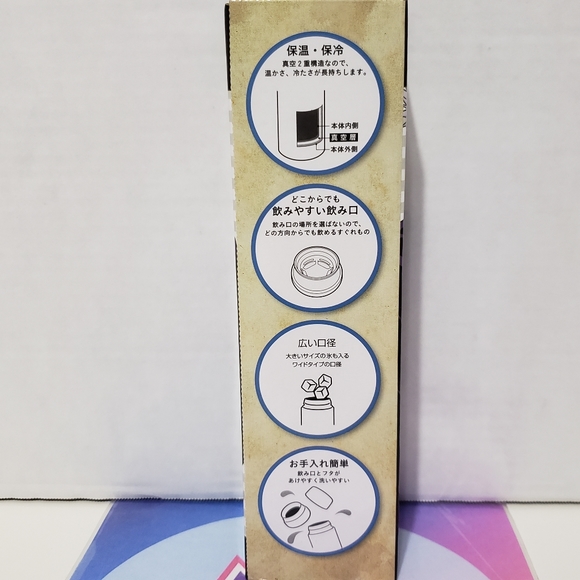 保温・保冷
真空2重構造なので、
温かさ、冷たさが長持ちします。
本体内側
真空層
本体外側
どこからでも
飲みやすい飲み口
飲み口の場所を選ばないので、
どの方向からでも飲めるすぐれもの
広い口径
大きいサイズの氷も入る
ワイドタイプの口径
お手入れ簡単
飲み口とフタが
あけやすく洗いやすい